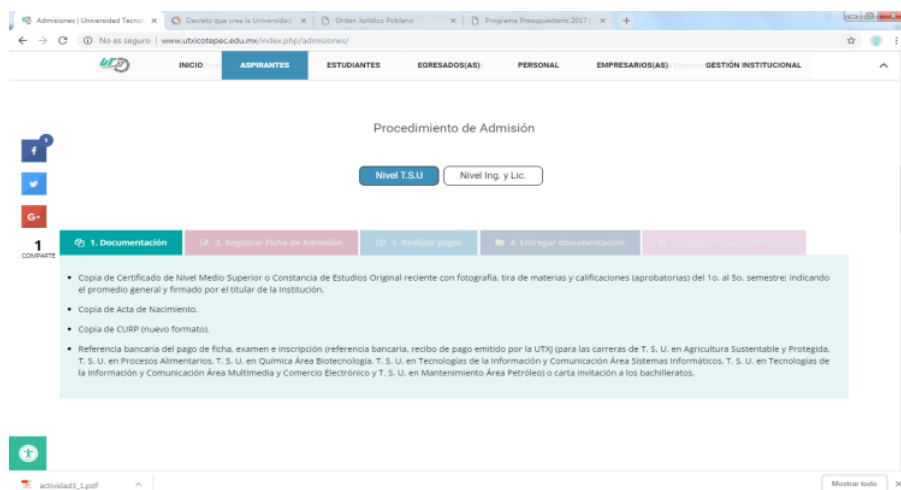 Admisiones | Universidad Tecno
Decreto que crea la Universidad
Orden Jurídico Poblano
Programa Presupuestario 2017 (
No es seguro | www.utxicotepec.edu.mx/index.php/admisiones/
INICIO
ASPIRANTES
ESTUDIANTES
EGRESADOS(AS)
PERSONAL
EMPRESARIOS(AS)
GESTIÓN INSTITUCIONAL
Procedimiento de Admisión
1
Nivel T.S.U
Nivel Ing. y Lic.
1
COMPARTE
1. Documentación
2. Registrar Ficha de Admisión
3. Realizar pagos
4. Entregar documentación
• Copia de Certificado de Nivel Medio Superior o Constancia de Estudios Original reciente con fotografía, tira de materias y calificaciones (aprobatorias) del 1o. al 5o. semestre; indicando
el promedio general y firmado por el titular de la Institución.
• Copia de Acta de Nacimiento.
• Copia de CURP (nuevo formato).
• Referencia bancaria del pago de ficha, examen e inscripción (referencia bancaria, recibo de pago emitido por la UTXJ (para las carreras de T. S. U. en Agricultura Sustentable y Protegida,
T. S. U. en Procesos Alimentarios, T. S. U. en Química Área Biotecnología, T. S. U. en Tecnologías de la Información y Comunicación Área Sistemas Informáticos, T. S. U. en Tecnologías de
la Información y Comunicación Área Multimedia y Comercio Electrónico y T. S. U. en Mantenimiento Área Petróleo) o carta invitación a los bachilleratos.
actividad3_1.pdf
Mostrar todo